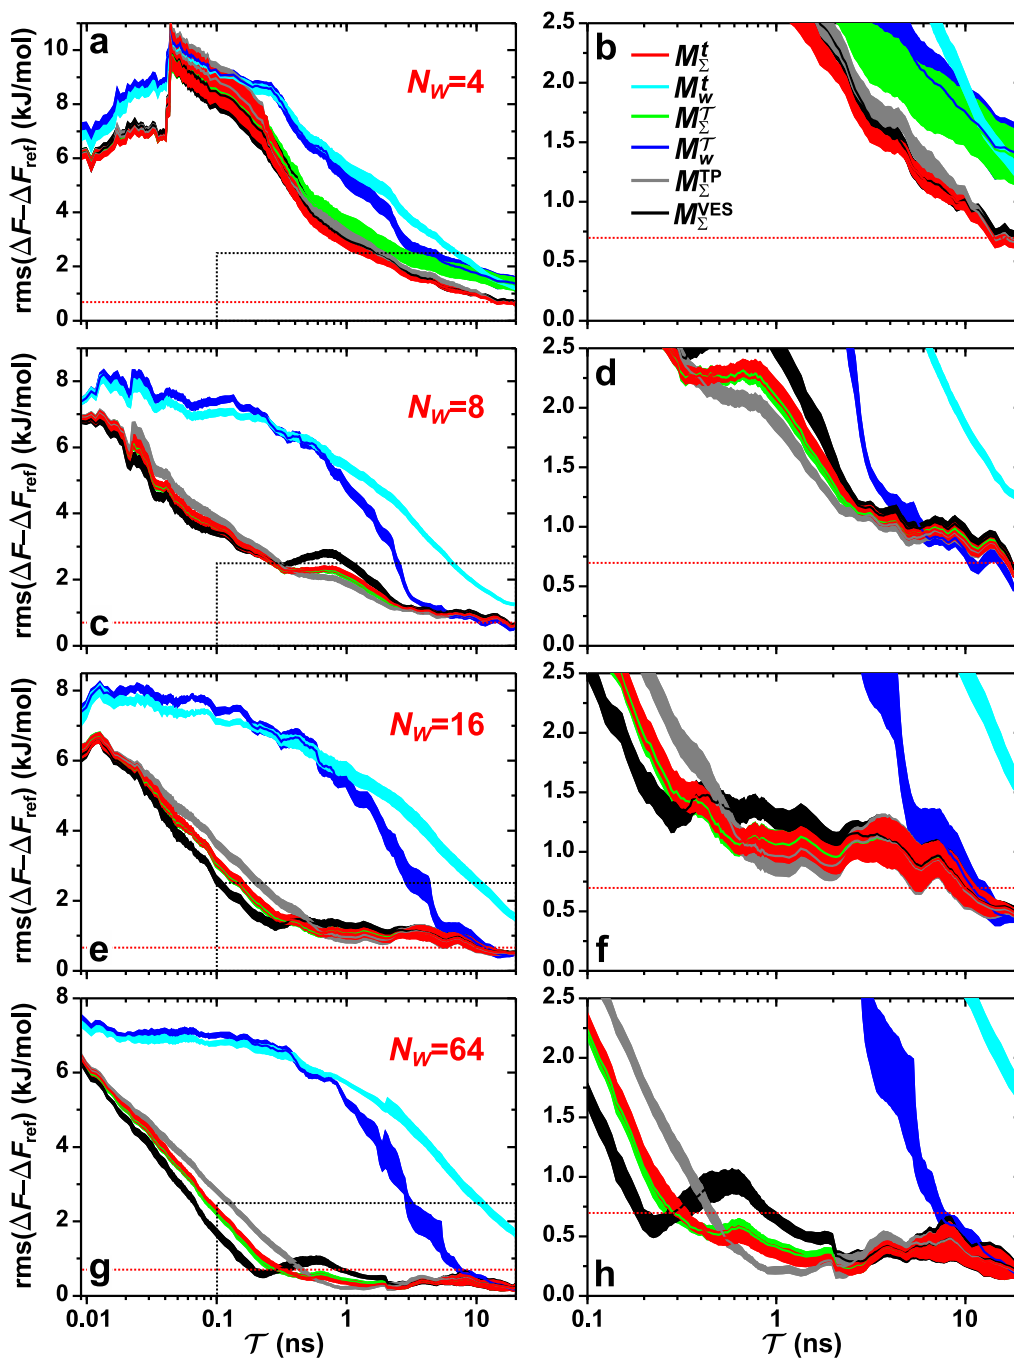 a
N_W=4
rms(ΔF−ΔF_ref) (kJ/mol)
10
8
6
4
2
0
b
2.5
2.0
1.5
1.0
0.5
0.0
M_Σ^t
M_w^t
M_Σ^𝒯
M_w^𝒯
M_Σ^TP
M_Σ^VES
c
N_W=8
rms(ΔF−ΔF_ref) (kJ/mol)
8
6
4
2
0
d
2.5
2.0
1.5
1.0
0.5
0.0
e
N_W=16
rms(ΔF−ΔF_ref) (kJ/mol)
8
6
4
2
0
f
2.5
2.0
1.5
1.0
0.5
0.0
g
N_W=64
rms(ΔF−ΔF_ref) (kJ/mol)
8
6
4
2
0
0.01 0.1 1 10
𝒯 (ns)
h
2.5
2.0
1.5
1.0
0.5
0.0
0.1 1 10
𝒯 (ns)